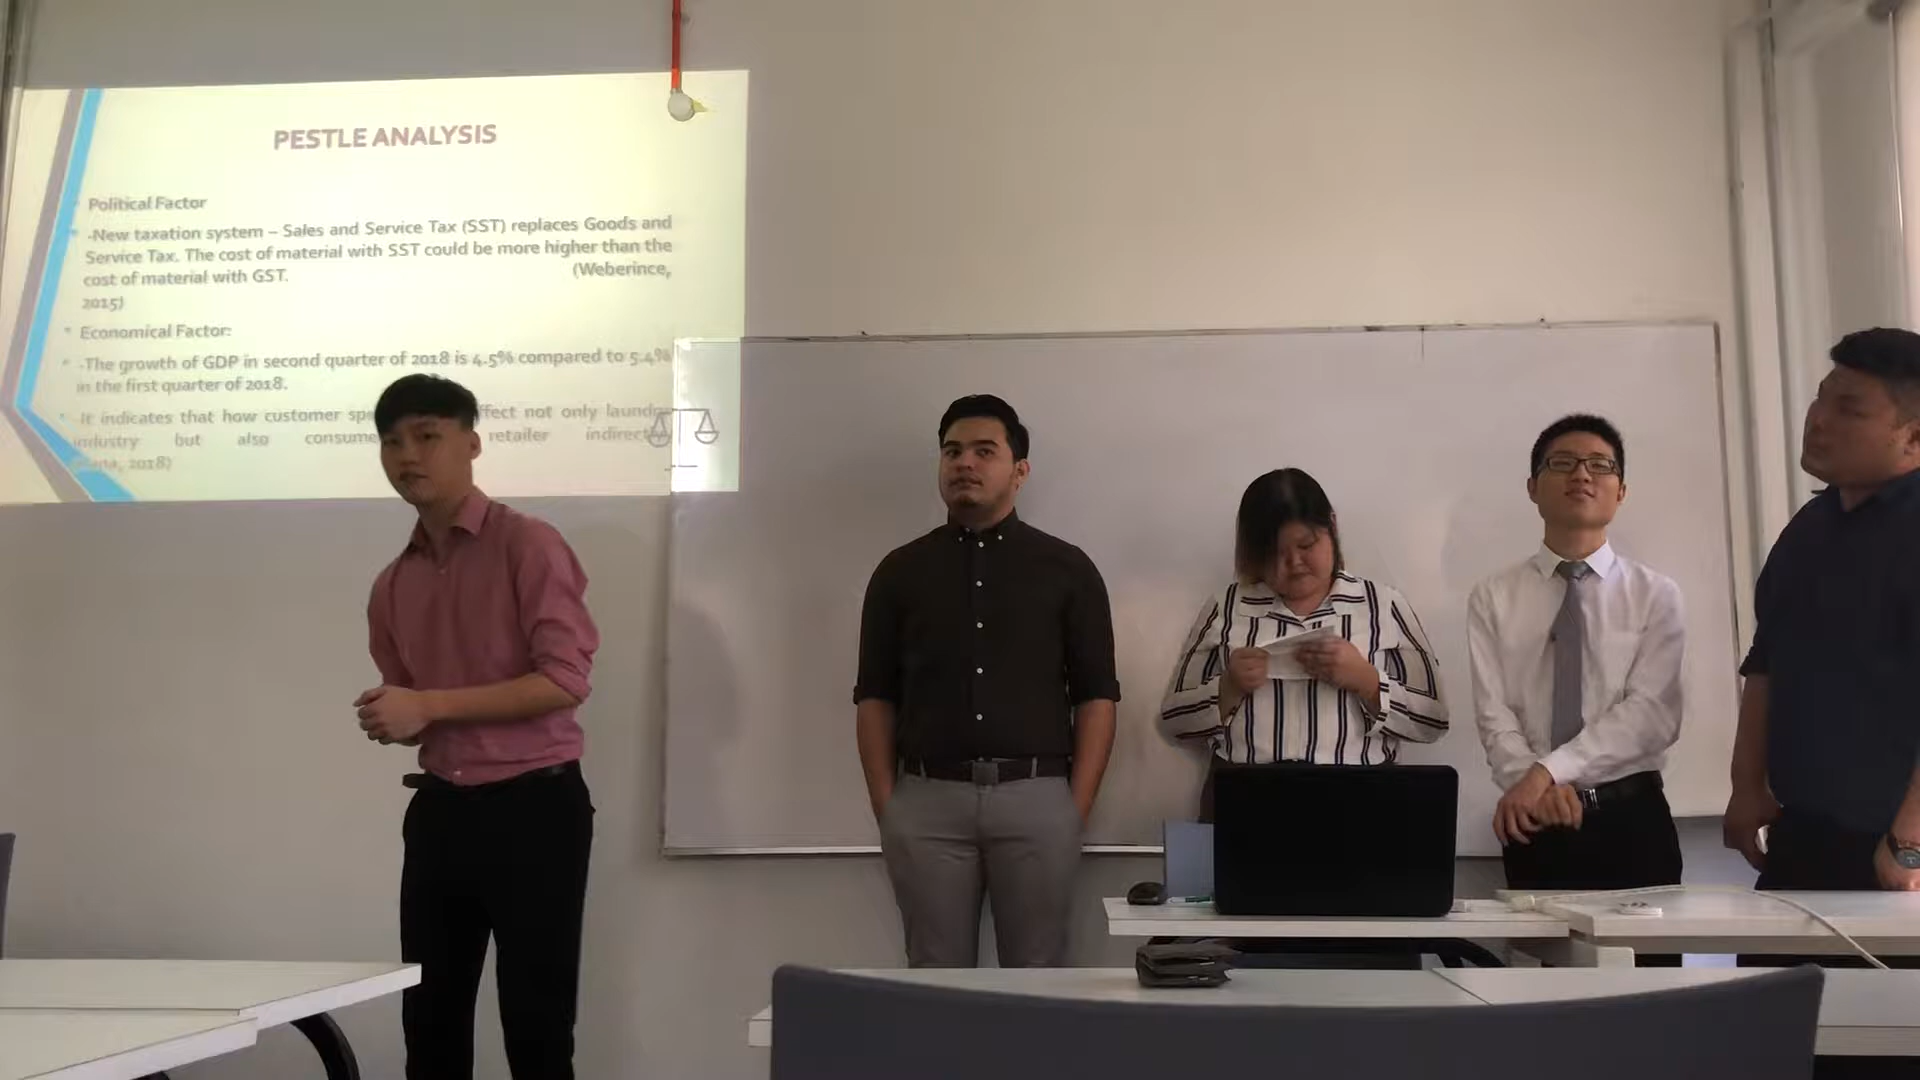 PESTLE ANALYSIS
Political Factor
-New taxation system – Sales and Service Tax (SST) replaces Goods and
Service Tax. The cost of material with SST could be more higher than the
cost of material with GST. (Weberince,
2015)
Economical Factor:
-The growth of GDP in second quarter of 2018 is 4.5% compared to 5.4%
in the first quarter of 2018.
-It indicates that how customer not only
industry but also retailer
2018)